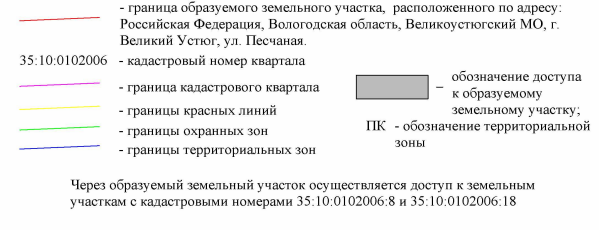 - граница образуемого земельного участка, расположенного по адресу:
Российская Федерация, Вологодская область, Великоустюгский МО, г.
Великий Устюг, ул. Песчаная.
35:10:0102006 - кадастровый номер квартала
- граница кадастрового квартала
- границы красных линий
- границы охранных зон
- границы территориальных зон
– обозначение доступа
к образуемому
земельному участку;
ПК - обозначение территориальной
зоны
Через образуемый земельный участок осуществляется доступ к земельным
участкам с кадастровыми номерами 35:10:0102006:8 и 35:10:0102006:18